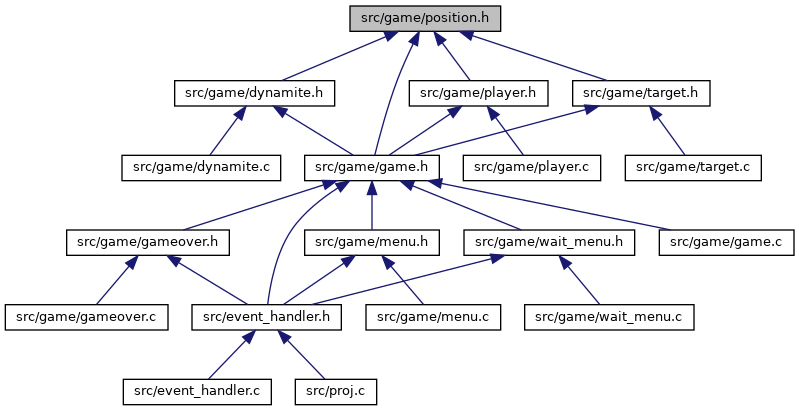 src/game/position.h
src/game/dynamite.h
src/game/player.h
src/game/target.h
src/game/dynamite.c
src/game/game.h
src/game/player.c
src/game/target.c
src/game/gameover.h
src/game/menu.h
src/game/wait_menu.h
src/game/game.c
src/game/gameover.c
src/event_handler.h
src/game/menu.c
src/game/wait_menu.c
src/event_handler.c
src/proj.c